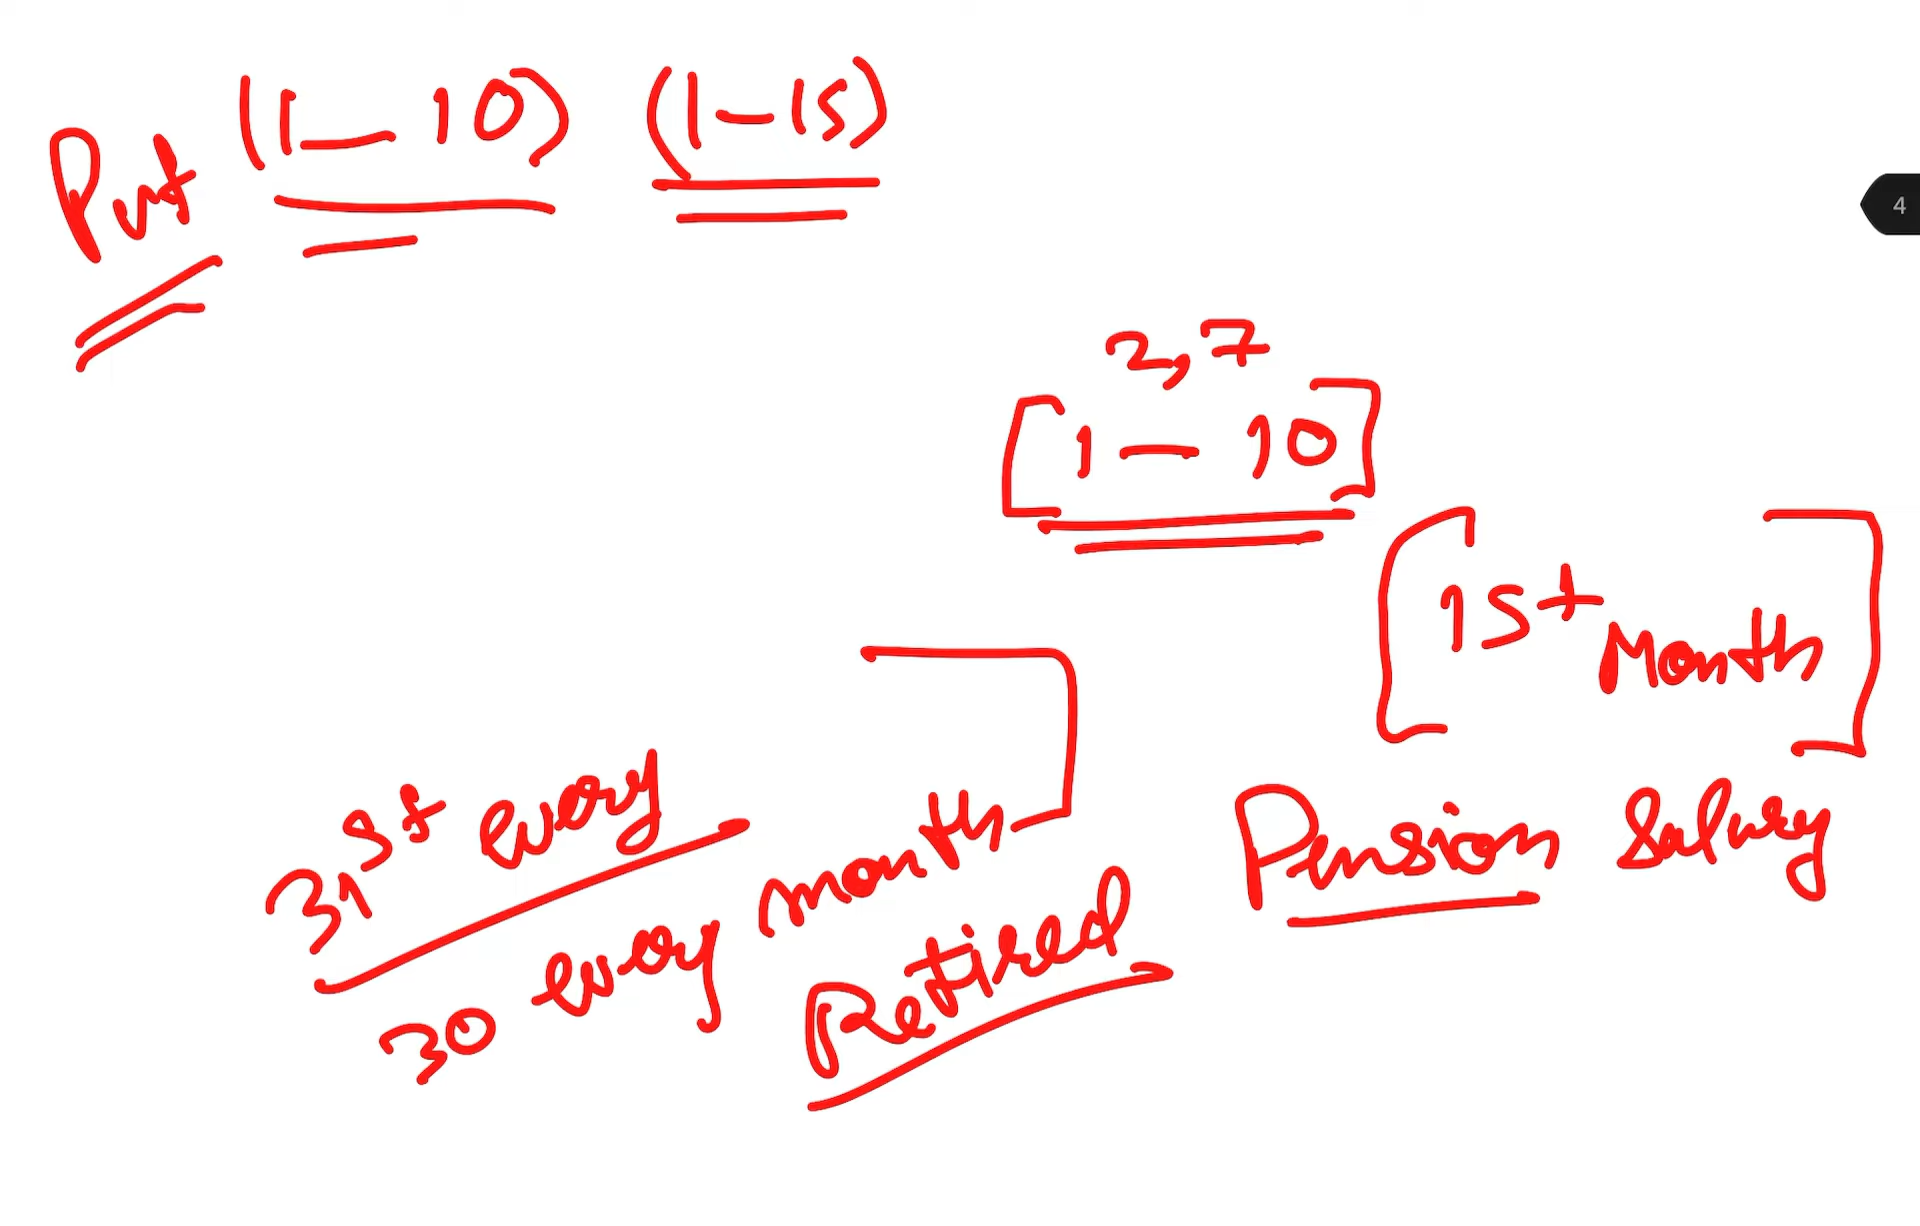 Put (1 — 10) (1 – 15)
4
2, 7
[1 — 10]
[1st Month]
31st every
30 every month
Retired
Pension Salary